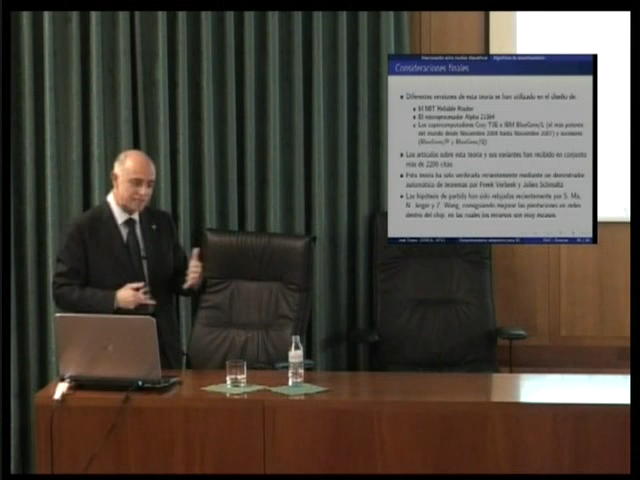 Consideraciones finales
Diferentes versiones de esta teoría se han utilizado en el diseño de:
El MIT Reliable Router
El microprocesador Alpha 21364
Los supercomputadores Cray T3E e IBM BlueGene/L (el más potente
del mundo desde Noviembre 2004 hasta Noviembre 2007) y sucesores
(BlueGene/P y BlueGene/Q)
Los artículos sobre esta teoría y sus variantes han recibido en conjunto
más de 2200 citas
Esta teoría ha sido verificada recientemente mediante un demostrador
automático de teoremas por Freek Verbeek y Julien Schmaltz
Las hipótesis de partida han sido relajadas recientemente por S. Ma,
N. Jerger y Z. Wang, consiguiendo mejorar las prestaciones en redes
dentro del chip, en las cuales los recursos son muy escasos